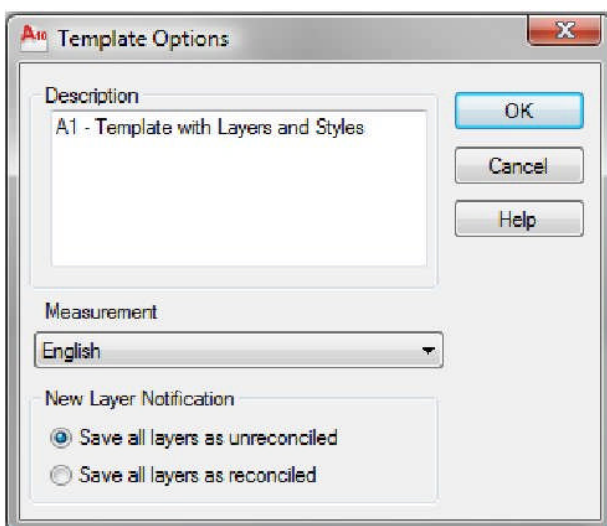 A10 Template Options
Description
A1 - Template with Layers and Styles
OK
Cancel
Help
Measurement
English
New Layer Notification
Save all layers as unreconciled
Save all layers as reconciled